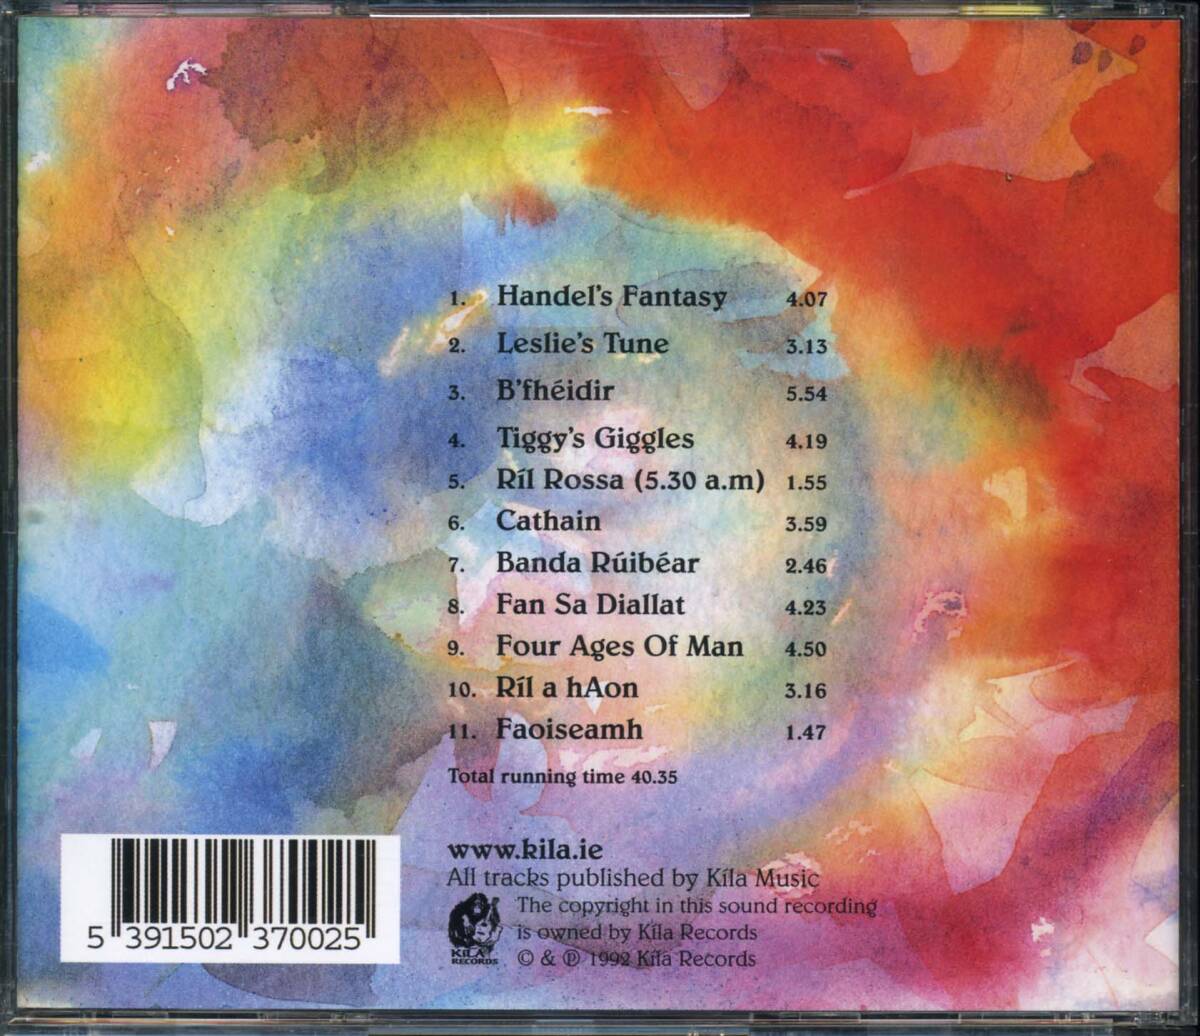 1. Handel's Fantasy 4.07
2. Leslie's Tune 3.13
3. B'fhéidir 5.54
4. Tiggy's Giggles 4.19
5. Ríl Rossa (5.30 a.m) 1.55
6. Cathain 3.59
7. Banda Rúibéar 2.46
8. Fan Sa Diallat 4.23
9. Four Ages Of Man 4.50
10. Ríl a hAon 3.16
11. Faoiseamh 1.47
Total running time 40.35
www.kila.ie
All tracks published by Kíla Music
The copyright in this sound recording
is owned by Kíla Records
© & ℗ 1992 Kíla Records
KíLA
RECORDS
5 391502 370025